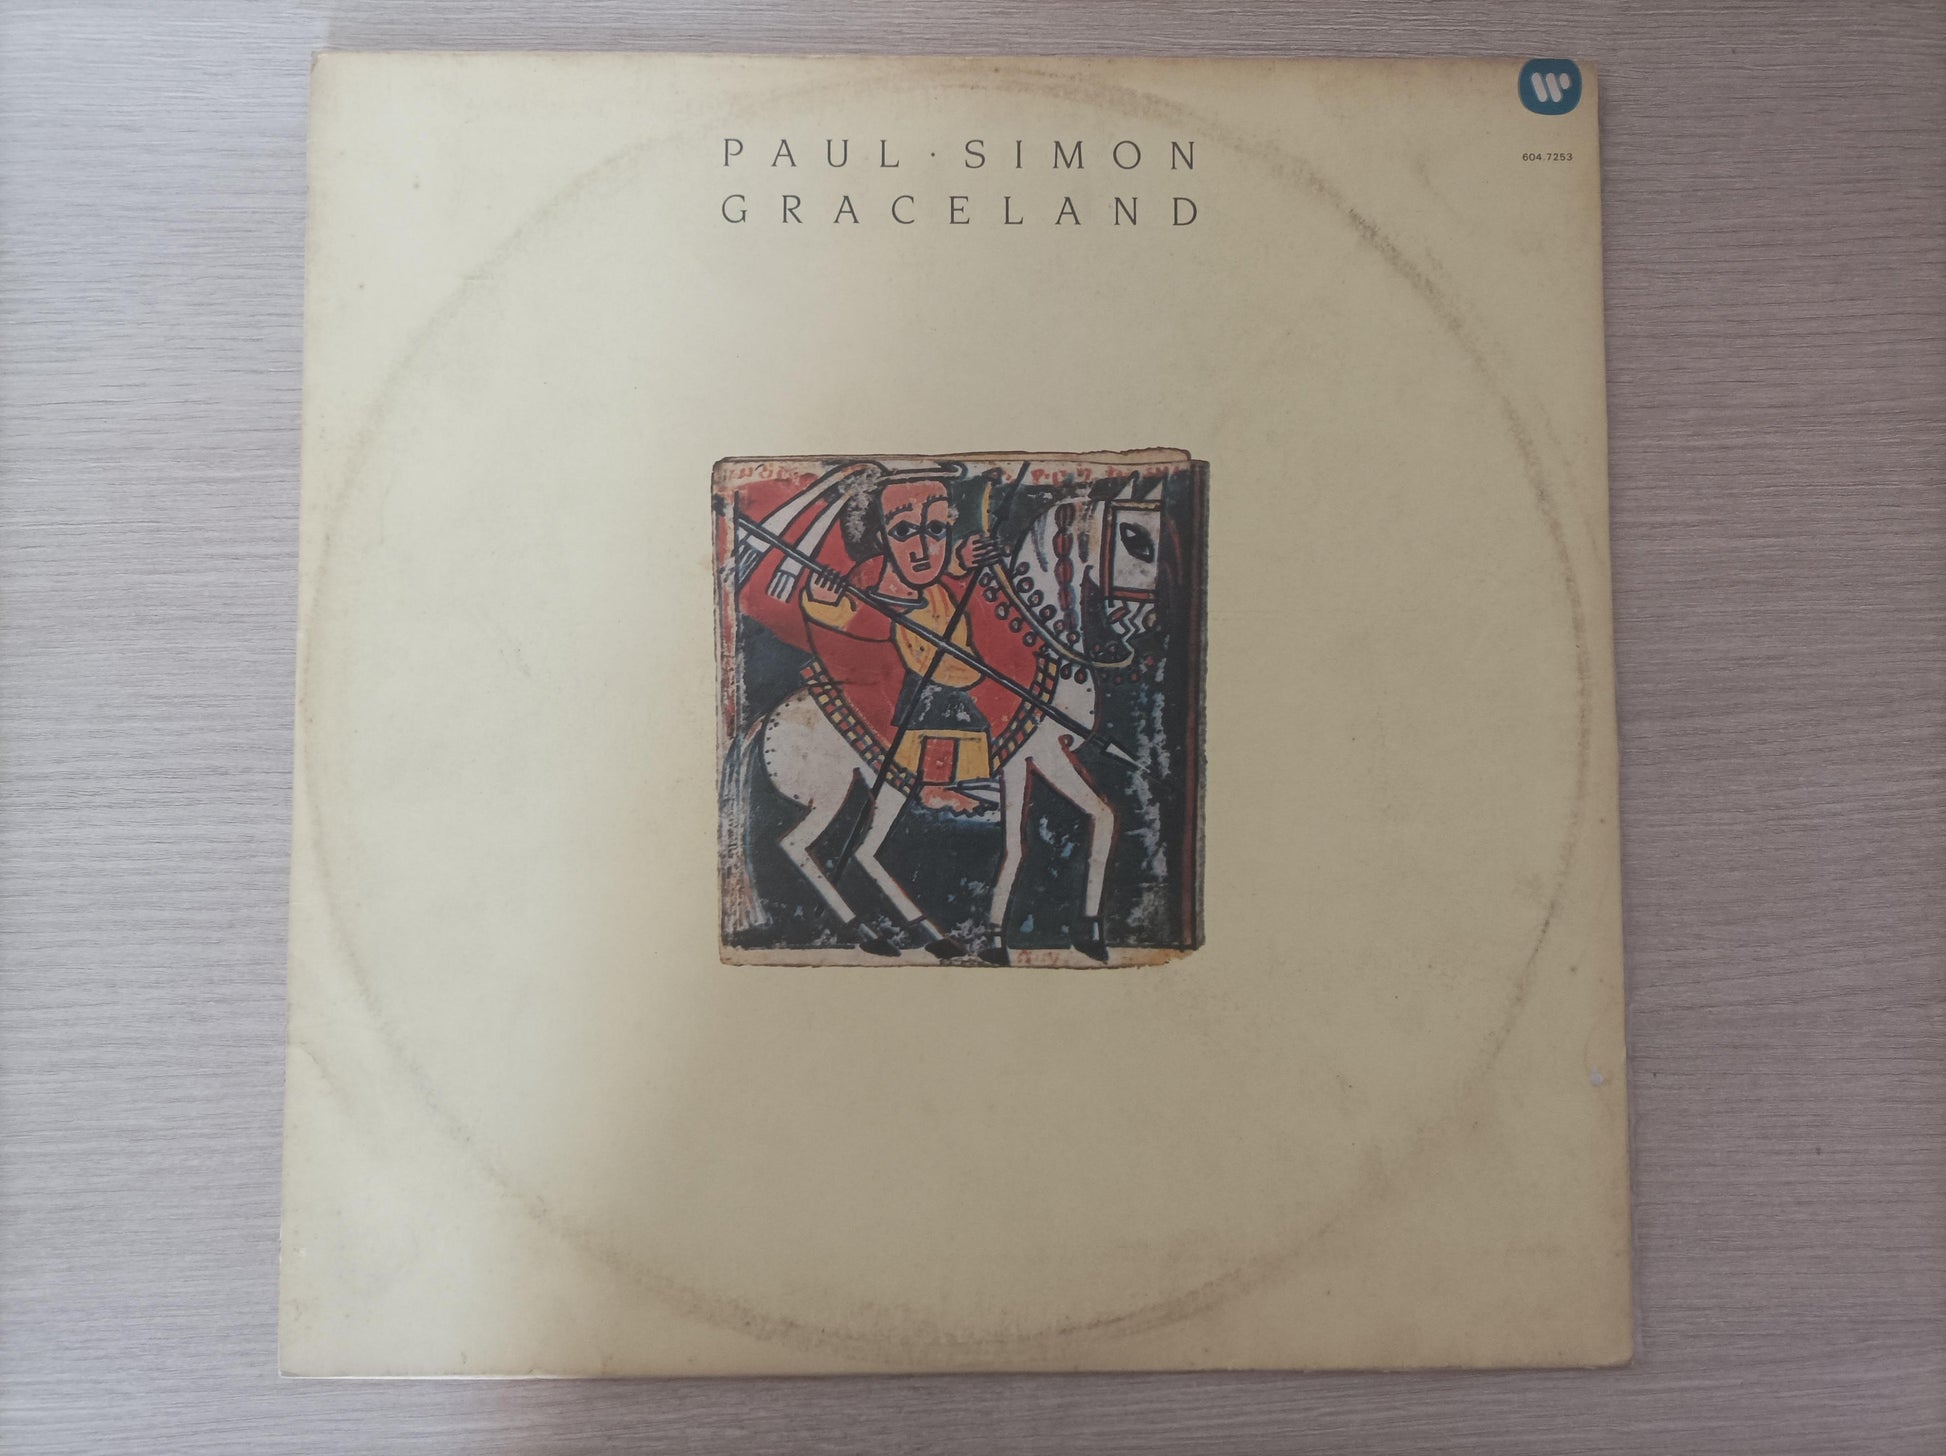 PAUL · SIMON
GRACELAND
604.7253